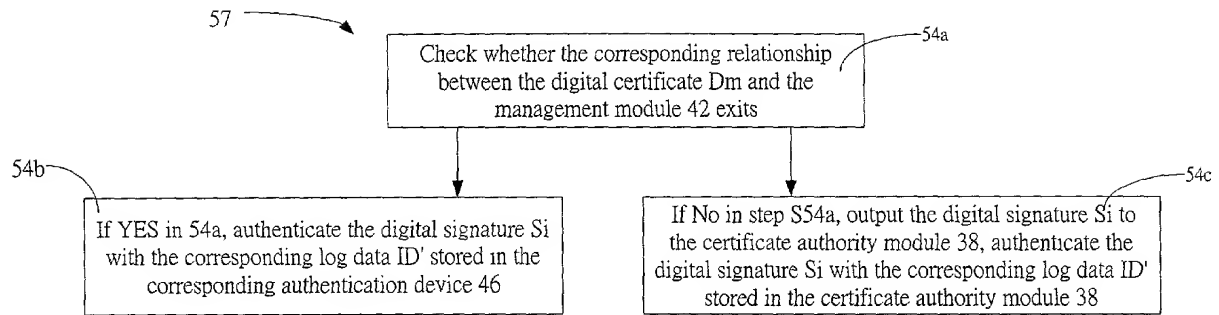 57
54a
Check whether the corresponding relationship
between the digital certificate Dm and the
management module 42 exits
54b
If YES in 54a, authenticate the digital signature Si
with the corresponding log data ID' stored in the
corresponding authentication device 46
54c
If No in step S54a, output the digital signature Si to
the certificate authority module 38, authenticate the
digital signature Si with the corresponding log data ID'
stored in the certificate authority module 38